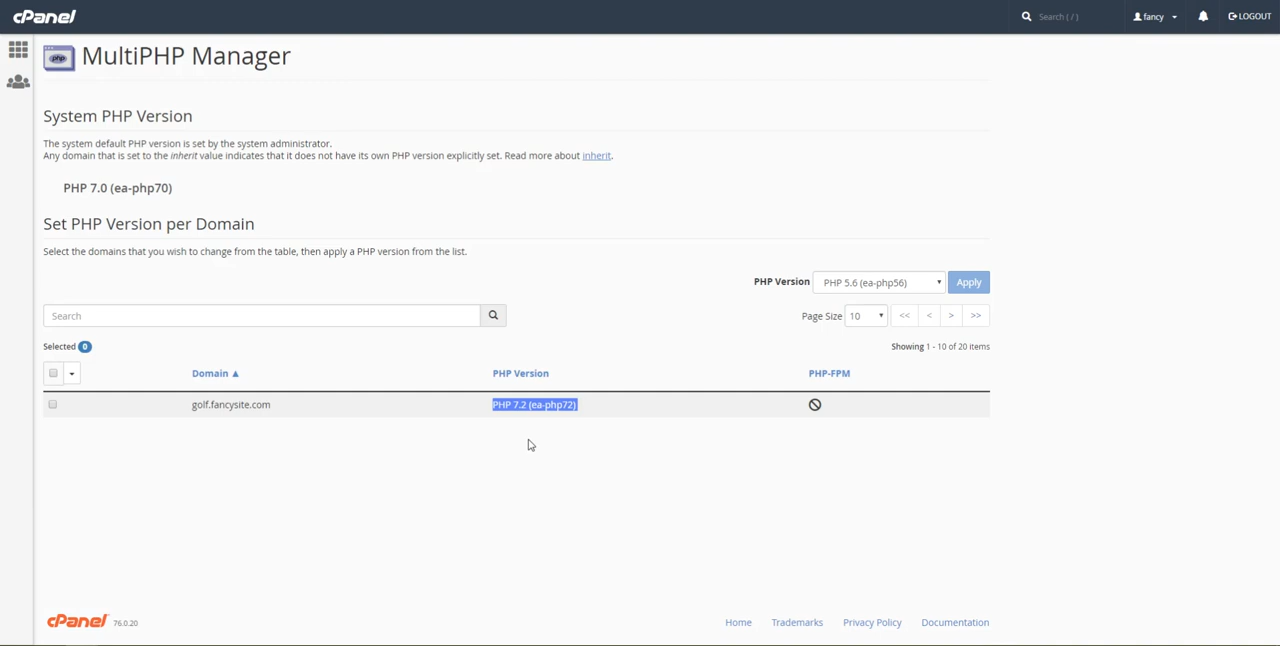 cPanel
Search ( / )
fancy
LOGOUT
php
MultiPHP Manager
System PHP Version
The system default PHP version is set by the system administrator.
Any domain that is set to the inherit value indicates that it does not have its own PHP version explicitly set. Read more about inherit.
PHP 7.0 (ea-php70)
Set PHP Version per Domain
Select the domains that you wish to change from the table, then apply a PHP version from the list.
PHP Version PHP 5.6 (ea-php56) Apply
Search
Page Size 10 << < > >>
Selected 0
Showing 1 - 10 of 20 items
Domain PHP Version PHP-FPM
golf.fancysite.com PHP 7.2 (ea-php72)
cPanel 76.0.20
Home Trademarks Privacy Policy Documentation